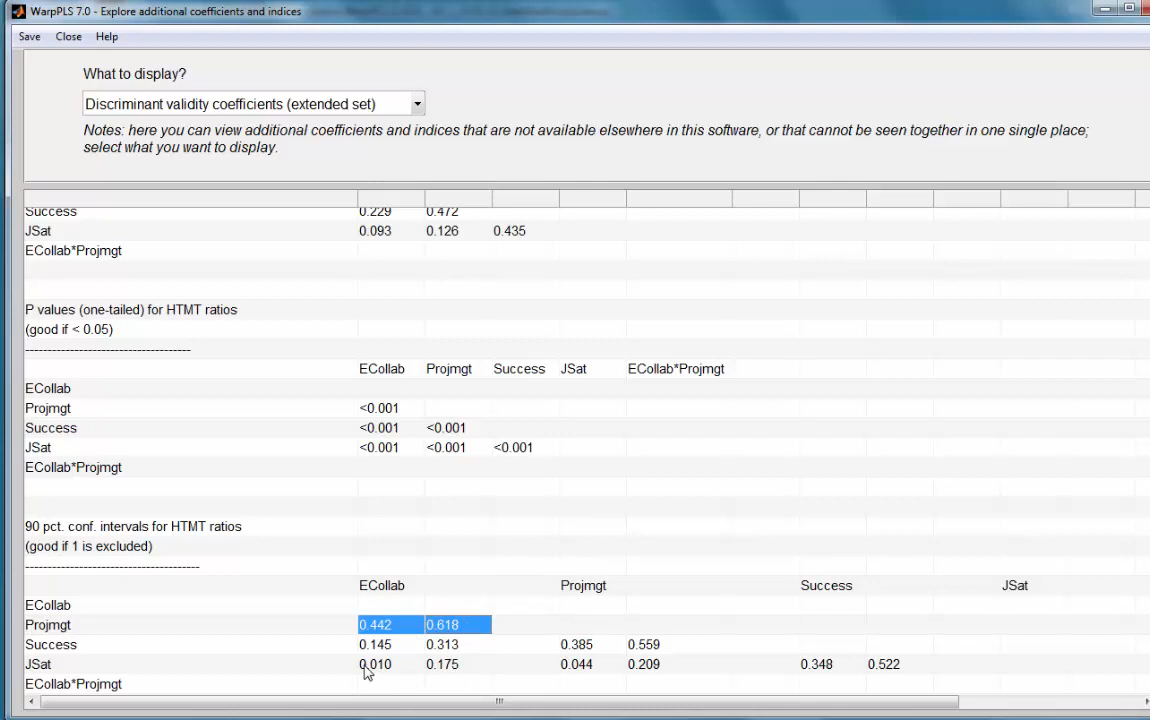 WarpPLS 7.0 - Explore additional coefficients and indices
Save Close Help
What to display?
Discriminant validity coefficients (extended set)
Notes: here you can view additional coefficients and indices that are not available elsewhere in this software, or that cannot be seen together in one single place;
select what you want to display.
Success 0.229 0.472
JSat 0.093 0.126 0.435
ECollab*Projmgt
P values (one-tailed) for HTMT ratios
(good if < 0.05)
-------------------------------------
ECollab Projmgt Success JSat ECollab*Projmgt
ECollab
Projmgt <0.001
Success <0.001 <0.001
JSat <0.001 <0.001 <0.001
ECollab*Projmgt
90 pct. conf. intervals for HTMT ratios
(good if 1 is excluded)
---------------------------------------
ECollab Projmgt Success JSat
ECollab
Projmgt 0.442 0.618
Success 0.145 0.313 0.385 0.559
JSat 0.010 0.175 0.044 0.209 0.348 0.522
ECollab*Projmgt